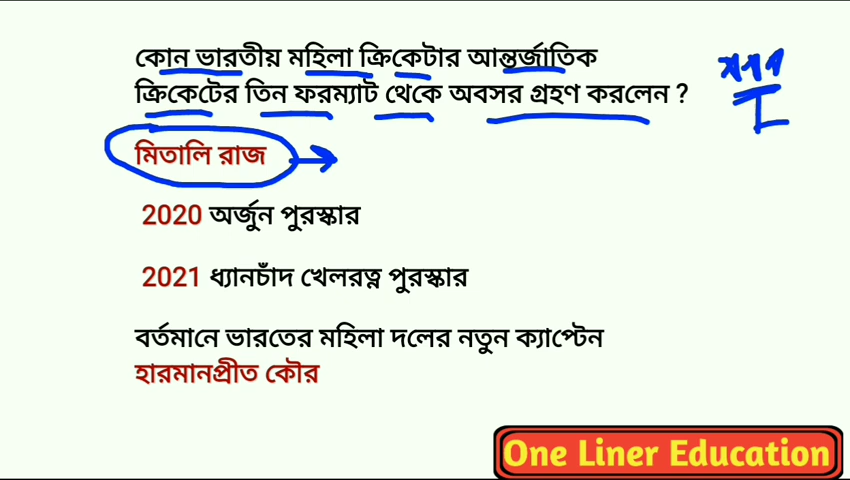 কোন ভারতীয় মহিলা ক্রিকেটার আন্তর্জাতিক
ক্রিকেটের তিন ফরম্যাট থেকে অবসর গ্রহণ করলেন ?
মিতালি রাজ
2020 অর্জুন পুরস্কার
2021 ধ্যানচাঁদ খেলরত্ন পুরস্কার
বর্তমানে ভারতের মহিলা দলের নতুন ক্যাপ্টেন
হারমানপ্রীত কৌর
One Liner Education